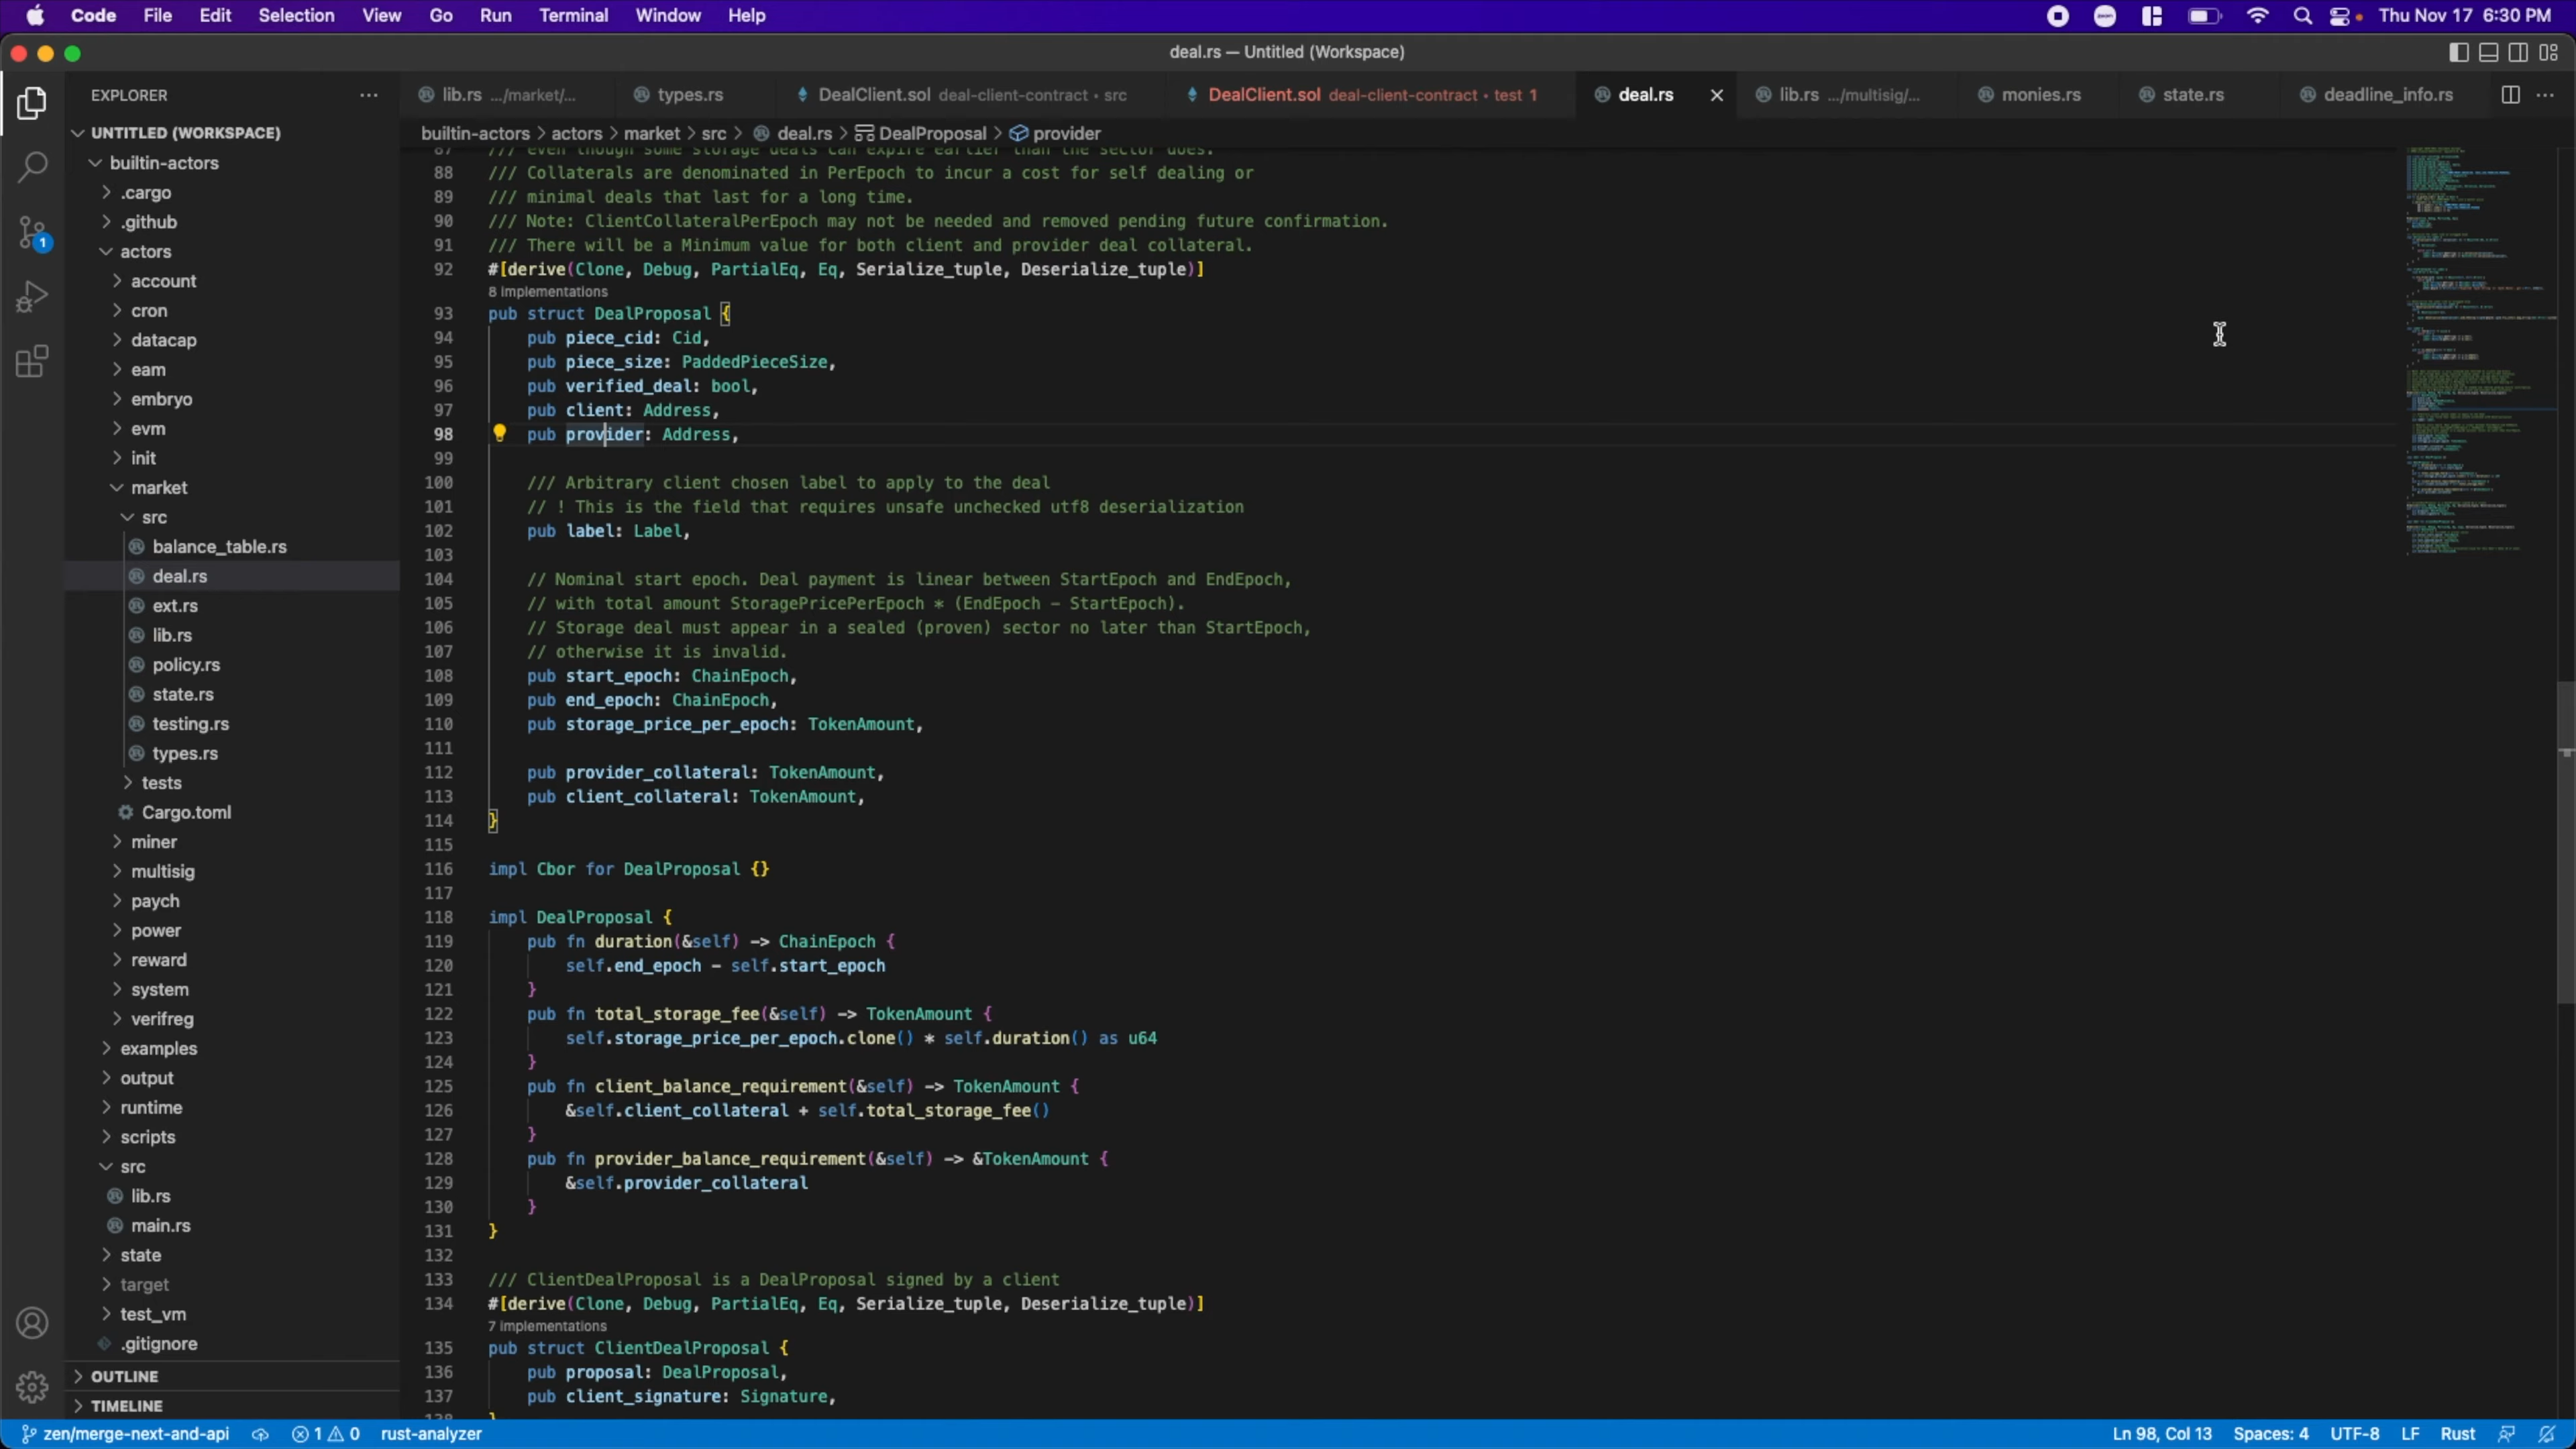 Code File Edit Selection View Go Run Terminal Window Help
zoom
Thu Nov 17 6:30 PM
deal.rs — Untitled (Workspace)
EXPLORER
lib.rs .../market/...
types.rs
DealClient.sol deal-client-contract • src
DealClient.sol deal-client-contract • test 1
deal.rs
lib.rs .../multisig/...
monies.rs
state.rs
deadline_info.rs
builtin-actors > actors > market > src > deal.rs > DealProposal > provider
UNTITLED (WORKSPACE)
builtin-actors
.cargo
.github
actors
account
cron
datacap
eam
embryo
evm
init
market
src
balance_table.rs
deal.rs
ext.rs
lib.rs
policy.rs
state.rs
testing.rs
types.rs
tests
Cargo.toml
miner
multisig
paych
power
reward
system
verifreg
examples
output
runtime
scripts
src
lib.rs
main.rs
state
target
test_vm
.gitignore
OUTLINE
TIMELINE
1
87 /// even though some storage deals can expire earlier than the sector does.
88 /// Collaterals are denominated in PerEpoch to incur a cost for self dealing or
89 /// minimal deals that last for a long time.
90 /// Note: ClientCollateralPerEpoch may not be needed and removed pending future confirmation.
91 /// There will be a Minimum value for both client and provider deal collateral.
92 #[derive(Clone, Debug, PartialEq, Eq, Serialize_tuple, Deserialize_tuple)]
8 implementations
93 pub struct DealProposal {
94 pub piece_cid: Cid,
95 pub piece_size: PaddedPieceSize,
96 pub verified_deal: bool,
97 pub client: Address,
98 pub provider: Address,
99
100 /// Arbitrary client chosen label to apply to the deal
101 // ! This is the field that requires unsafe unchecked utf8 deserialization
102 pub label: Label,
103
104 // Nominal start epoch. Deal payment is linear between StartEpoch and EndEpoch,
105 // with total amount StoragePricePerEpoch * (EndEpoch - StartEpoch).
106 // Storage deal must appear in a sealed (proven) sector no later than StartEpoch,
107 // otherwise it is invalid.
108 pub start_epoch: ChainEpoch,
109 pub end_epoch: ChainEpoch,
110 pub storage_price_per_epoch: TokenAmount,
111
112 pub provider_collateral: TokenAmount,
113 pub client_collateral: TokenAmount,
114 }
115
116 impl Cbor for DealProposal {}
117
118 impl DealProposal {
119 pub fn duration(&self) -> ChainEpoch {
120 self.end_epoch - self.start_epoch
121 }
122 pub fn total_storage_fee(&self) -> TokenAmount {
123 self.storage_price_per_epoch.clone() * self.duration() as u64
124 }
125 pub fn client_balance_requirement(&self) -> TokenAmount {
126 &self.client_collateral + self.total_storage_fee()
127 }
128 pub fn provider_balance_requirement(&self) -> &TokenAmount {
129 &self.provider_collateral
130 }
131 }
132
133 /// ClientDealProposal is a DealProposal signed by a client
134 #[derive(Clone, Debug, PartialEq, Eq, Serialize_tuple, Deserialize_tuple)]
7 implementations
135 pub struct ClientDealProposal {
136 pub proposal: DealProposal,
137 pub client_signature: Signature,
138 }
zen/merge-next-and-api 1 0 rust-analyzer
Ln 98, Col 13 Spaces: 4 UTF-8 LF Rust